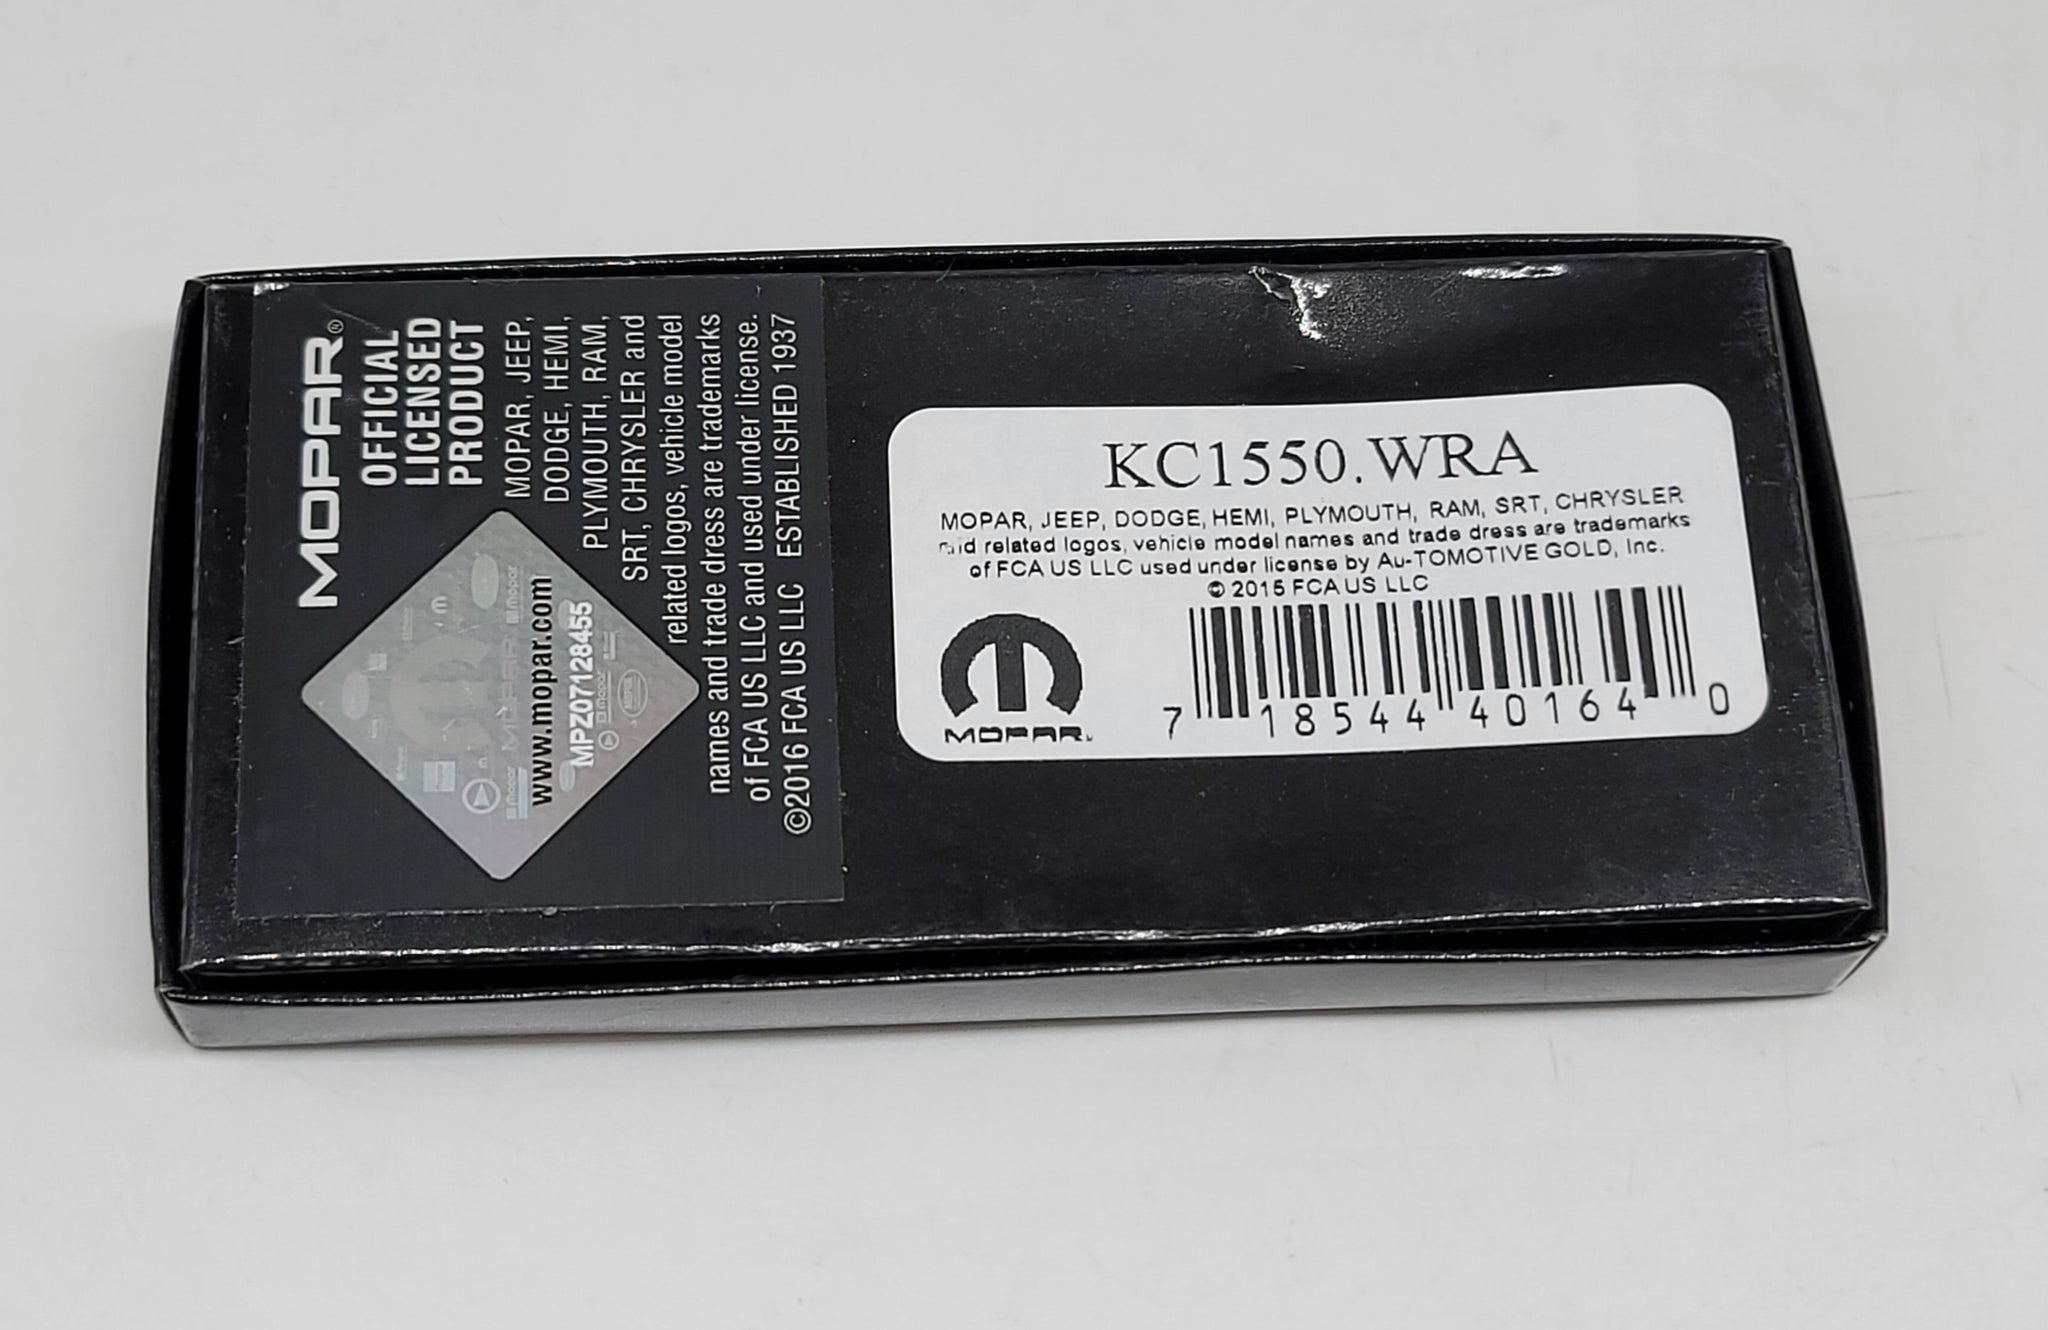 MOPAR®
OFFICIAL
LICENSED
PRODUCT
MOPAR, JEEP,
DODGE, HEMI,
PLYMOUTH, RAM,
SRT, CHRYSLER and
related logos, vehicle model
names and trade dress are trademarks
of FCA US LLC and used under license.
©2016 FCA US LLC ESTABLISHED 1937
www.mopar.com
MPZ07128455
KC1550.WRA
MOPAR, JEEP, DODGE, HEMI, PLYMOUTH, RAM, SRT, CHRYSLER
related logos, vehicle model names and trade dress are trademarks
of FCA US LLC used under license by Au-TOMOTIVE GOLD, Inc.
© 2015 FCA US LLC
MOPAR
7 18544 40164 0